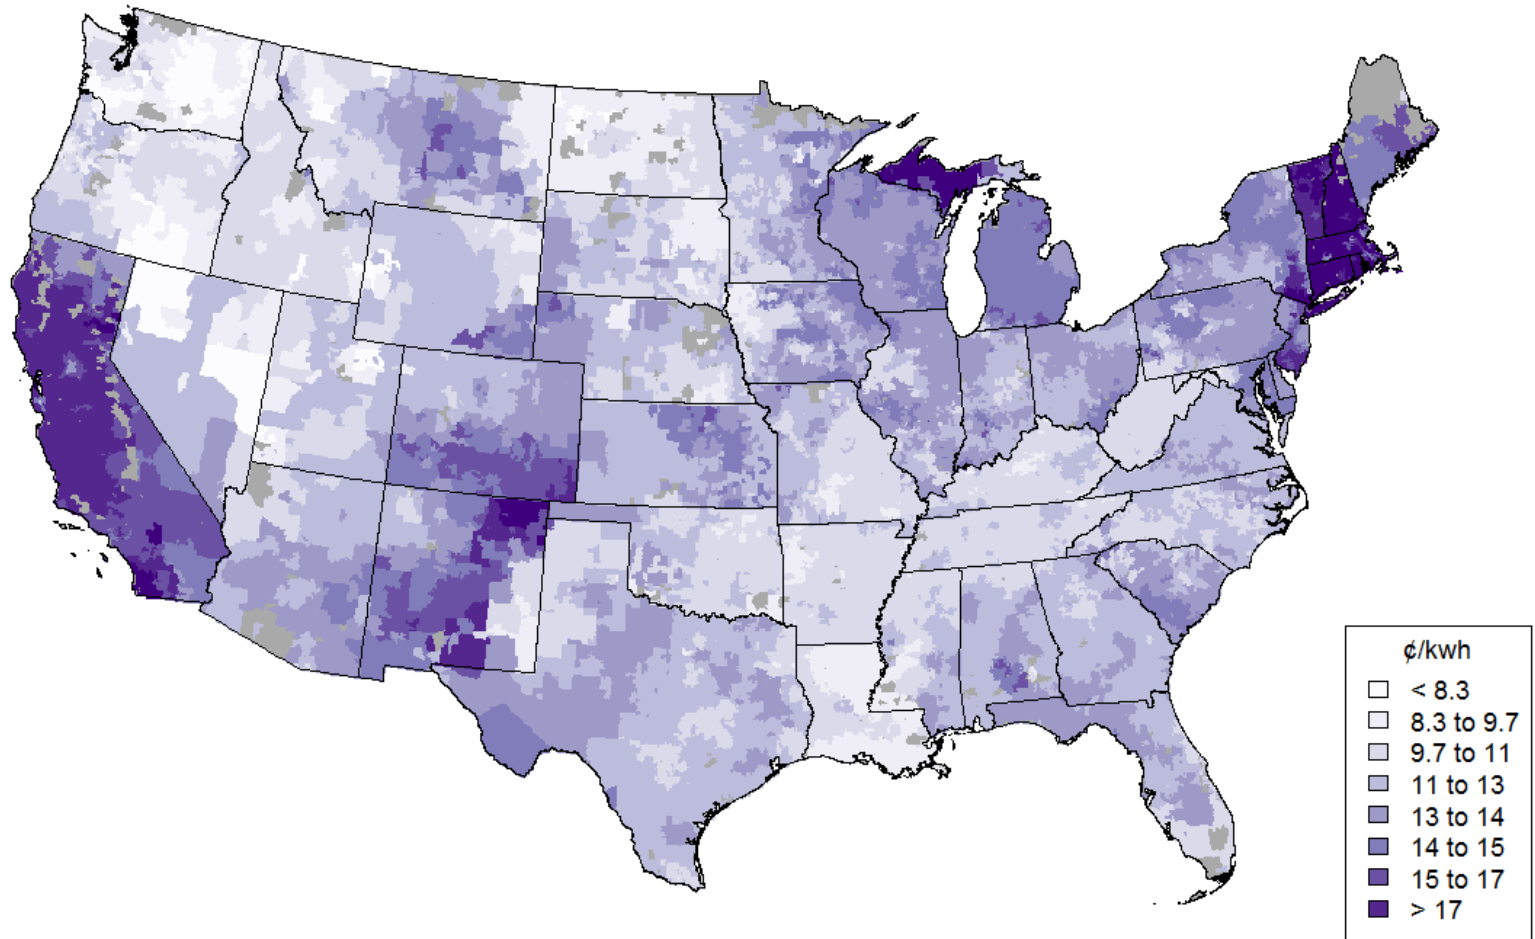 ¢/kwh
< 8.3
8.3 to 9.7
9.7 to 11
11 to 13
13 to 14
14 to 15
15 to 17
> 17